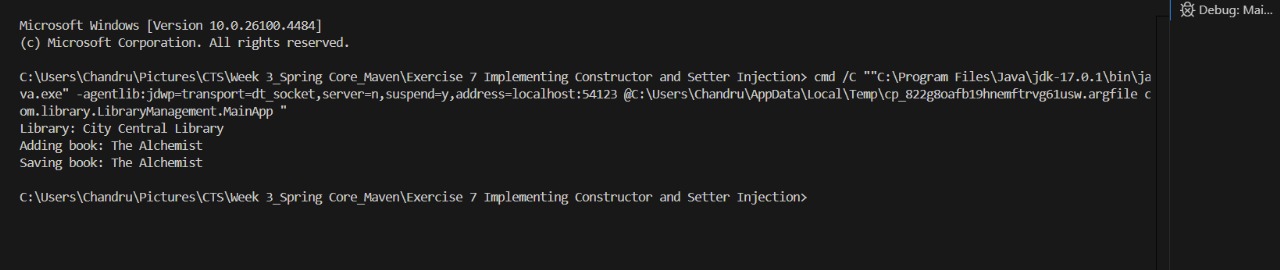 Microsoft Windows [Version 10.0.26100.4484]
(c) Microsoft Corporation. All rights reserved.
C:\Users\Chandru\Pictures\CTS\Week 3_Spring Core_Maven\Exercise 7 Implementing Constructor and Setter Injection> cmd /C ""C:\Program Files\Java\jdk-17.0.1\bin\ja
va.exe" -agentlib:jdwp=transport=dt_socket,server=n,suspend=y,address=localhost:54123 @C:\Users\Chandru\AppData\Local\Temp\cp_822g8oafb19hnemftrvg61usw.argfile c
om.library.LibraryManagement.MainApp "
Library: City Central Library
Adding book: The Alchemist
Saving book: The Alchemist
C:\Users\Chandru\Pictures\CTS\Week 3_Spring Core_Maven\Exercise 7 Implementing Constructor and Setter Injection>
Debug: Mai...